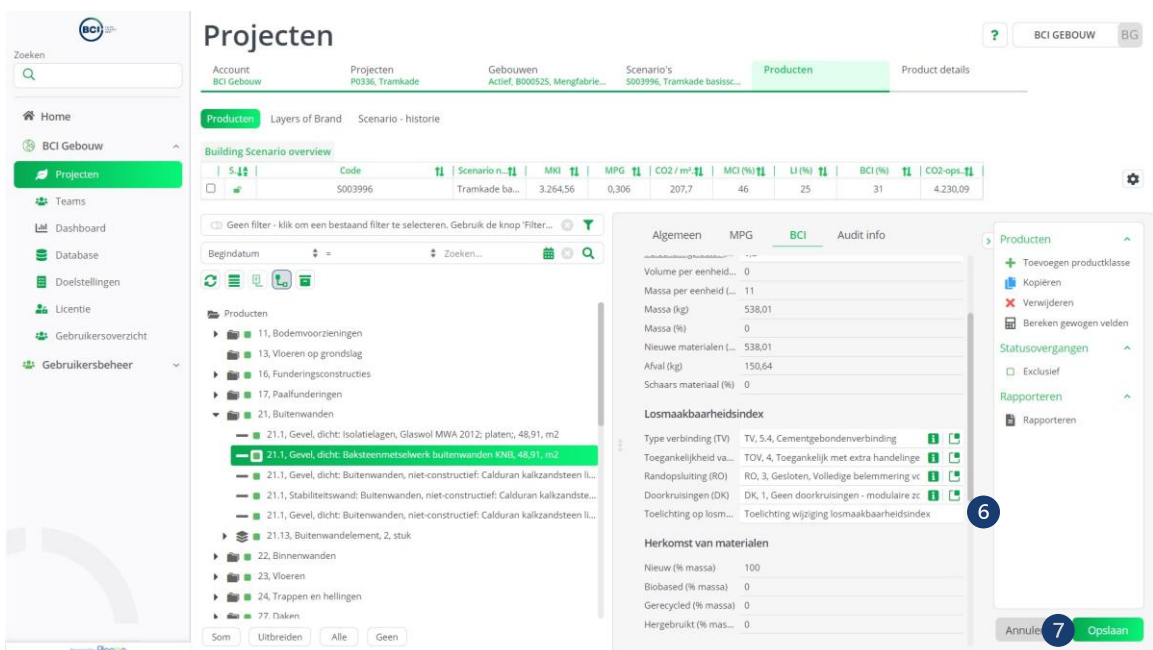 BCI
Projecten
?
BCI GEBOUW
BG
Zoeken
Account
BCI Gebouw
Projecten
P0336, Tramkade
Gebouwen
Actief, B000525, Mengfabrie...
Scenario's
S003996, Tramkade basissc...
Producten
Product details
Home
BCI Gebouw
Projecten
Teams
Dashboard
Database
Doelstellingen
Licentie
Gebruikersoverzicht
Gebruikersbeheer
Producten
Layers of Brand
Scenario - historie
Building Scenario overview
S.. Code Scenario n... MKI MPG CO2 / m². MCI (%) LI (%) BCI (%) CO2-ops..
S003996 Tramkade ba... 3.264,56 0,306 207,7 46 25 31 4.230,09
Geen filter - klik om een bestaand filter te selecteren. Gebruik de knop 'Filter...
Begindatum = Zoeken...
Producten
11, Bodemvoorzieningen
13, Vloeren op grondslag
16, Funderingsconstructies
17, Paalfunderingen
21, Buitenwanden
21.1, Gevel, dicht: Isolatielagen, Glaswol MWA 2012; platen;, 48,91, m2
21.1, Gevel, dicht: Baksteenmetselwerk buitenwanden KNB, 48,91, m2
21.1, Gevel, dicht: Buitenwanden, niet-constructief: Calduran kalkzandsteen li...
21.1, Stabiliteitswand: Buitenwanden, niet-constructief: Calduran kalkzandste...
21.1, Gevel, dicht: Buitenwanden, niet-constructief: Calduran kalkzandsteen li...
21.13, Buitenwandelement, 2, stuk
22, Binnenwanden
23, Vloeren
24, Trappen en hellingen
27, Daken
Som
Uitbreiden
Alle
Geen
Algemeen
MPG
BCI
Audit info
Volume per eenheid... 0
Massa per eenheid (... 11
Massa (kg) 538,01
Massa (%) 0
Nieuwe materialen (... 538,01
Afval (kg) 150,64
Schaars materiaal (%) 0
Losmaakbaarheidsindex
Type verbinding (TV) TV, 5.4, Cementgebondenverbinding
Toegankelijkheid va... TOV, 4, Toegankelijk met extra handelinge
Randopsluiting (RO) RO, 3, Gesloten, Volledige belemmering vc
Doorkruisingen (DK) DK, 1, Geen doorkruisingen - modulaire zc
Toelichting op losm... Toelichting wijziging losmaakbaarheidsindex
6
Herkomst van materialen
Nieuw (% massa) 100
Biobased (% massa) 0
Gerecycled (% massa) 0
Hergebruikt (% mas... 0
Producten
Toevoegen productklasse
Kopiëren
Verwijderen
Bereken gewogen velden
Statusovergangen
Exclusief
Rapporteren
Rapporteren
Annule
7
Opslaan